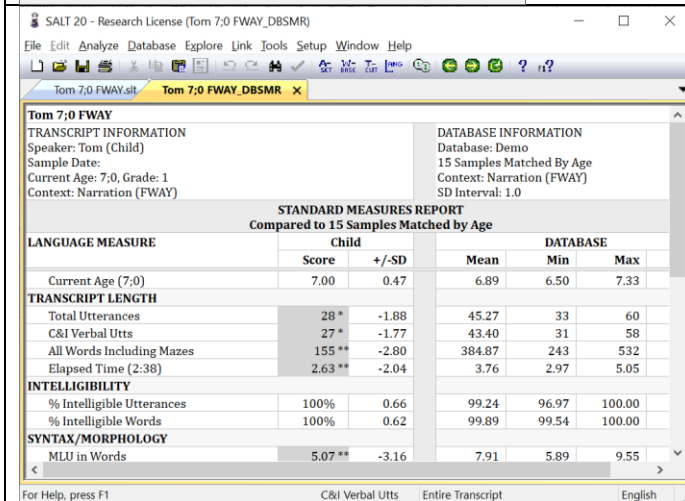 SALT 20 - Research License (Tom 7;0 FWAY_DBSMR)
File Edit Analyze Database Explore Link Tools Setup Window Help
Tom 7;0 FWAY.slt Tom 7;0 FWAY_DBSMR ×
Tom 7;0 FWAY
TRANSCRIPT INFORMATION DATABASE INFORMATION
Speaker: Tom (Child) Database: Demo
Sample Date: 15 Samples Matched By Age
Current Age: 7;0, Grade: 1 Context: Narration (FWAY)
Context: Narration (FWAY) SD Interval: 1.0
STANDARD MEASURES REPORT
Compared to 15 Samples Matched by Age
LANGUAGE MEASURE Child DATABASE
Score +/-SD Mean Min Max
Current Age (7;0) 7.00 0.47 6.89 6.50 7.33
TRANSCRIPT LENGTH
Total Utterances 28 * -1.88 45.27 33 60
C&I Verbal Utts 27 * -1.77 43.40 31 58
All Words Including Mazes 155 ** -2.80 384.87 243 532
Elapsed Time (2:38) 2.63 ** -2.04 3.76 2.97 5.05
INTELLIGIBILITY
% Intelligible Utterances 100% 0.66 99.24 96.97 100.00
% Intelligible Words 100% 0.62 99.89 99.54 100.00
SYNTAX/MORPHOLOGY
MLU in Words 5.07 ** -3.16 7.91 5.89 9.55
For Help, press F1 C&I Verbal Utts Entire Transcript English